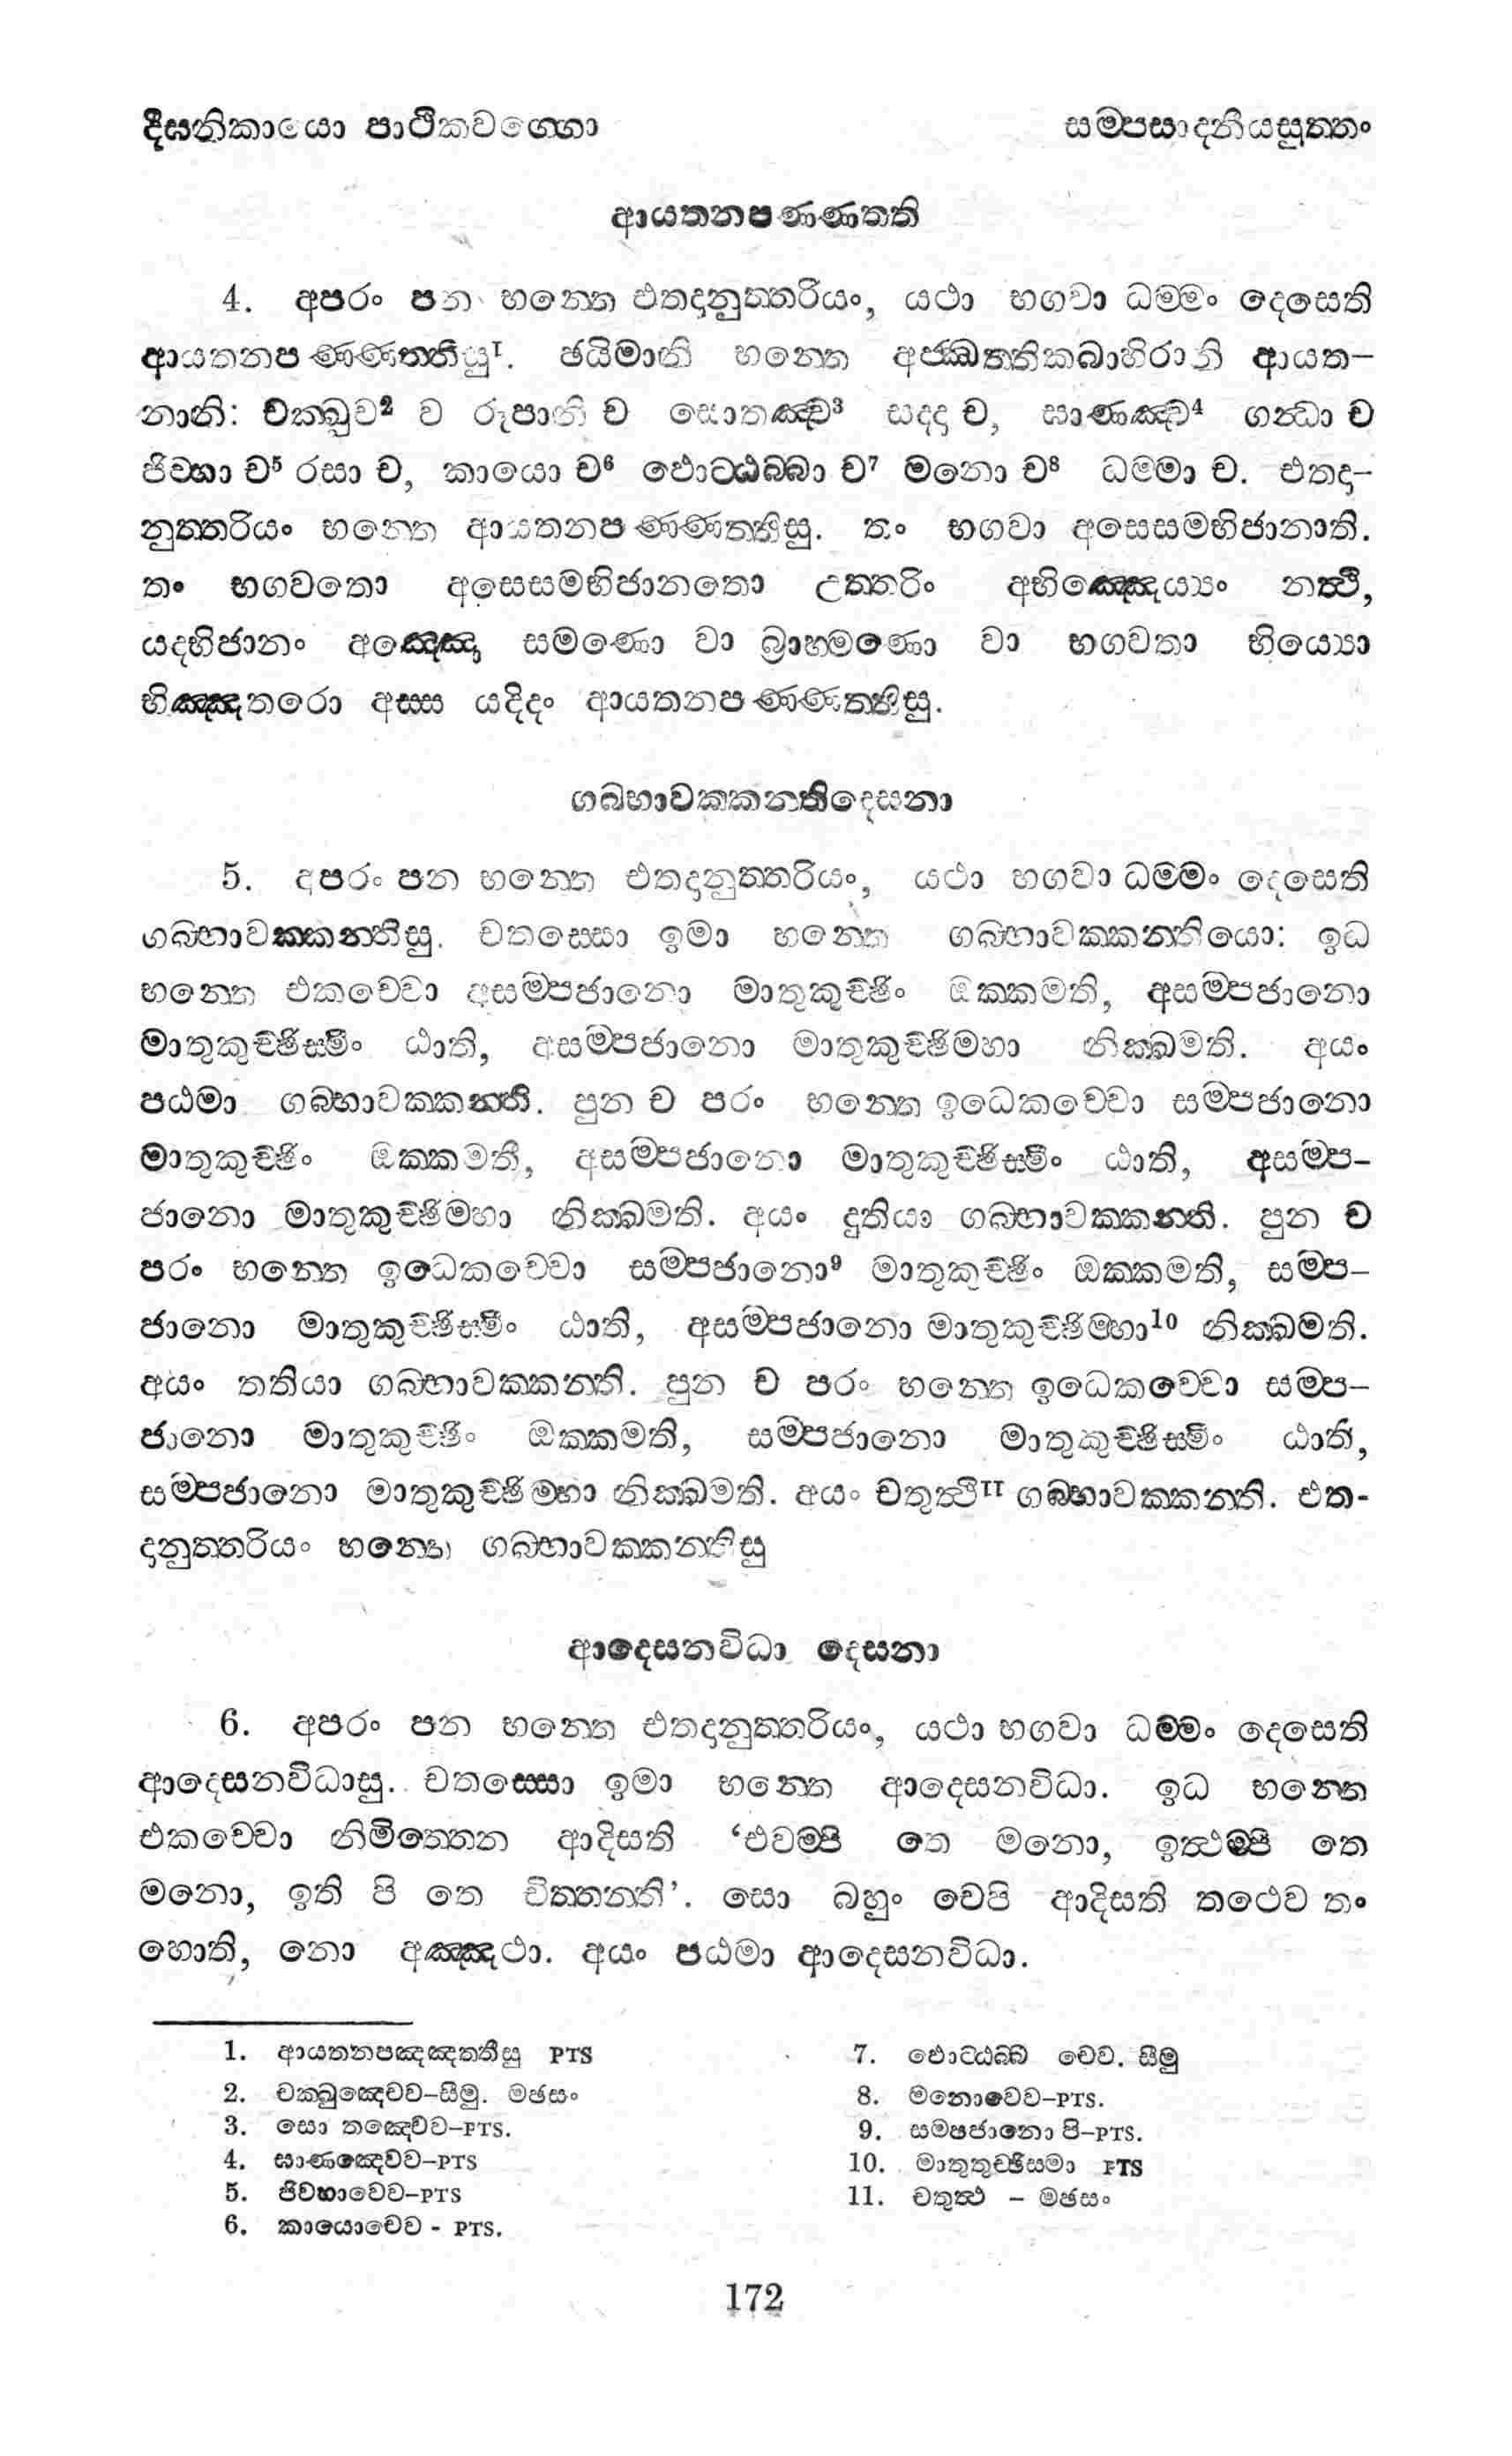 දීඝනිකායො පාථිකවග්ගො සම්පසාදනීයසුත්තං
ආයතනපණ්ණත්ති
4. අපරං පන භන්තෙ එතදානුත්තරියං, යථා භගවා ධම්මං දෙසෙති
ආයතනපණ්ණත්තීසු¹. ඡයිමානි භන්තෙ අජ්ඣත්තිකබාහිරානි ආයත–
නානි: චක්ඛුව² ච රූපානි ච සොතඤ්ච³ සද්දා ච, ඝාණඤ්ච⁴ ගන්ධා ච
ජිව්හා ච⁵ රසා ච, කායො ච⁶ ඵොට්ඨබ්බා ච⁷ මනො ච⁸ ධම්මා ච. එතදා–
නුත්තරියං භන්තෙ ආයතනපණ්ණත්තිසු. තං භගවා අසෙසමභිජානාති.
තං භගවතො අසෙසමභිජානතො උත්තරිං අභිඤ්ඤෙය්‍යං නත්ථි,
යදභිජානං අඤ්ඤො සමණො වා බ්‍රාහ්මණො වා භගවතා භිය්‍යො
භිඤ්ඤතරො අස්ස යදිදං ආයතනපණ්ණත්තිසු.
ගබ්භාවක්කන්තිදෙසනා
5. අපරං පන භන්තෙ එතදානුත්තරියං, යථා භගවා ධම්මං දෙසෙති
ගබ්භාවක්කන්තීසු. චතස්සො ඉමා භන්තෙ ගබ්භාවක්කන්තියො: ඉධ
භන්තෙ එකච්චො අසම්පජානො මාතුකුච්ඡිං ඔක්කමති, අසම්පජානො
මාතුකුච්ඡිස්මිං ඨාති, අසම්පජානො මාතුකුච්ඡිම්හා නික්ඛමති. අයං
පඨමා ගබ්භාවක්කන්ති. පුන ච පරං භන්තෙ ඉධෙකච්චො සම්පජානො
මාතුකුච්ඡිං ඔක්කමති, අසම්පජානො මාතුකුච්ඡිස්මිං ඨාති, අසම්ප–
ජානො මාතුකුච්ඡිම්හා නික්ඛමති. අයං දුතියා ගබ්භාවක්කන්ති. පුන ච
පරං භන්තෙ ඉධෙකච්චො සම්පජානො⁹ මාතුකුච්ඡිං ඔක්කමති, සම්ප–
ජානො මාතුකුච්ඡිස්මිං ඨාති, අසම්පජානො මාතුකුච්ඡිම්හා¹⁰ නික්ඛමති.
අයං තතියා ගබ්භාවක්කන්ති. පුන ච පරං භන්තෙ ඉධෙකච්චො සම්ප–
ජානො මාතුකුච්ඡිං ඔක්කමති, සම්පජානො මාතුකුච්ඡිස්මිං ඨාති,
සම්පජානො මාතුකුච්ඡිම්හා නික්ඛමති. අයං චතුත්ථි¹¹ ගබ්භාවක්කන්ති. එත-
දානුත්තරියං භන්තෙ ගබ්භාවක්කන්තිසු
ආදෙසනවිධා දෙසනා
6. අපරං පන භන්තෙ එතදානුත්තරියං, යථා භගවා ධම්මං දෙසෙති
ආදෙසනවිධාසු. චතස්සො ඉමා භන්තෙ ආදෙසනවිධා. ඉධ භන්තෙ
එකච්චො නිමිත්තෙන ආදිසති ‘එවම්පි තෙ මනො, ඉත්ථම්පි තෙ
මනො, ඉති පි තෙ චිත්තන්ති’. සො බහුං චෙපි ආදිසති තථෙව තං
හොති, නො අඤ්ඤථා. අයං පඨමා ආදෙසනවිධා.
1. ආයතනපඤ්ඤත්තීසු PTS
2. චක්ඛුඤ්චෙව–සීමු. මඡසං
3. සො තඤ්චෙව–PTS.
4. ඝාණඤ්චෙව–PTS
5. ජිව්හාචෙව–PTS
6. කායොචෙව - PTS.
7. ඵොට්ඨබ්බා චෙව. සීමු
8. මනොචෙව–PTS.
9. සම්පජානො පි–PTS.
10. මාතුතුච්ඡිස්මා PTS
11. චතුත්ථ – මඡසං
172